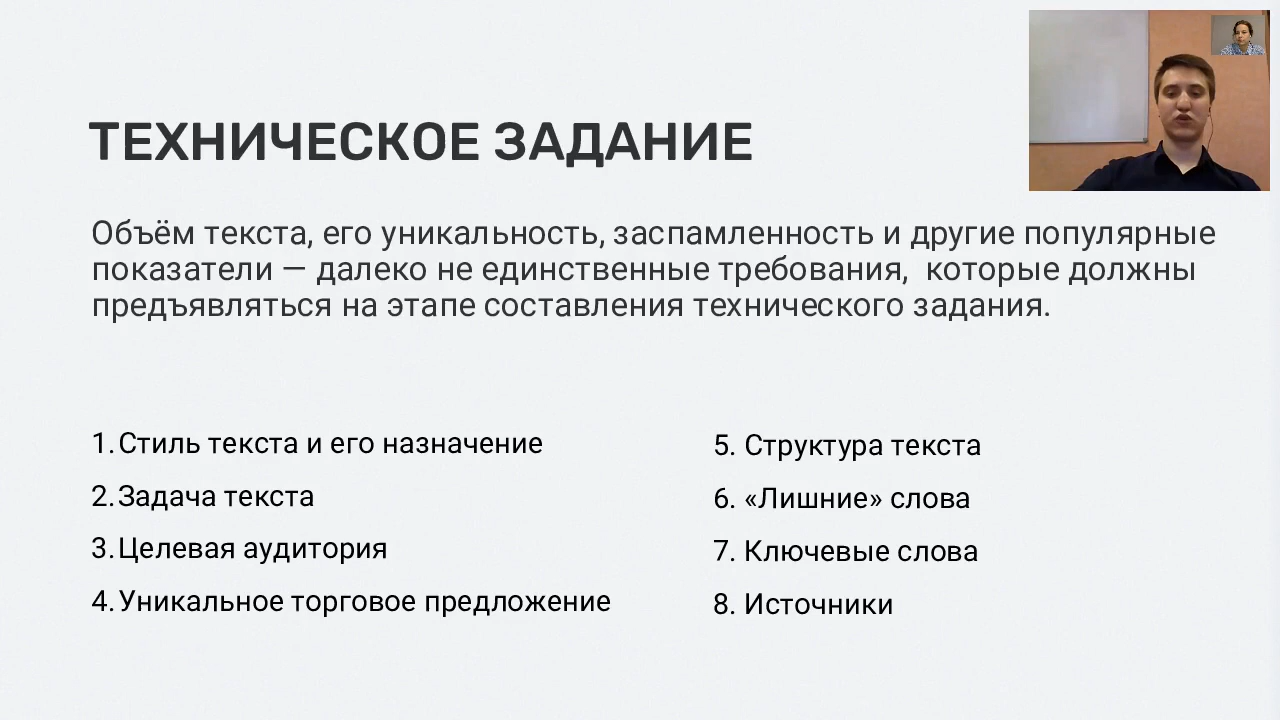 ТЕХНИЧЕСКОЕ ЗАДАНИЕ
Объём текста, его уникальность, заспамленность и другие популярные
показатели — далеко не единственные требования, которые должны
предъявляться на этапе составления технического задания.
1. Стиль текста и его назначение
2. Задача текста
3. Целевая аудитория
4. Уникальное торговое предложение
5. Структура текста
6. «Лишние» слова
7. Ключевые слова
8. Источники